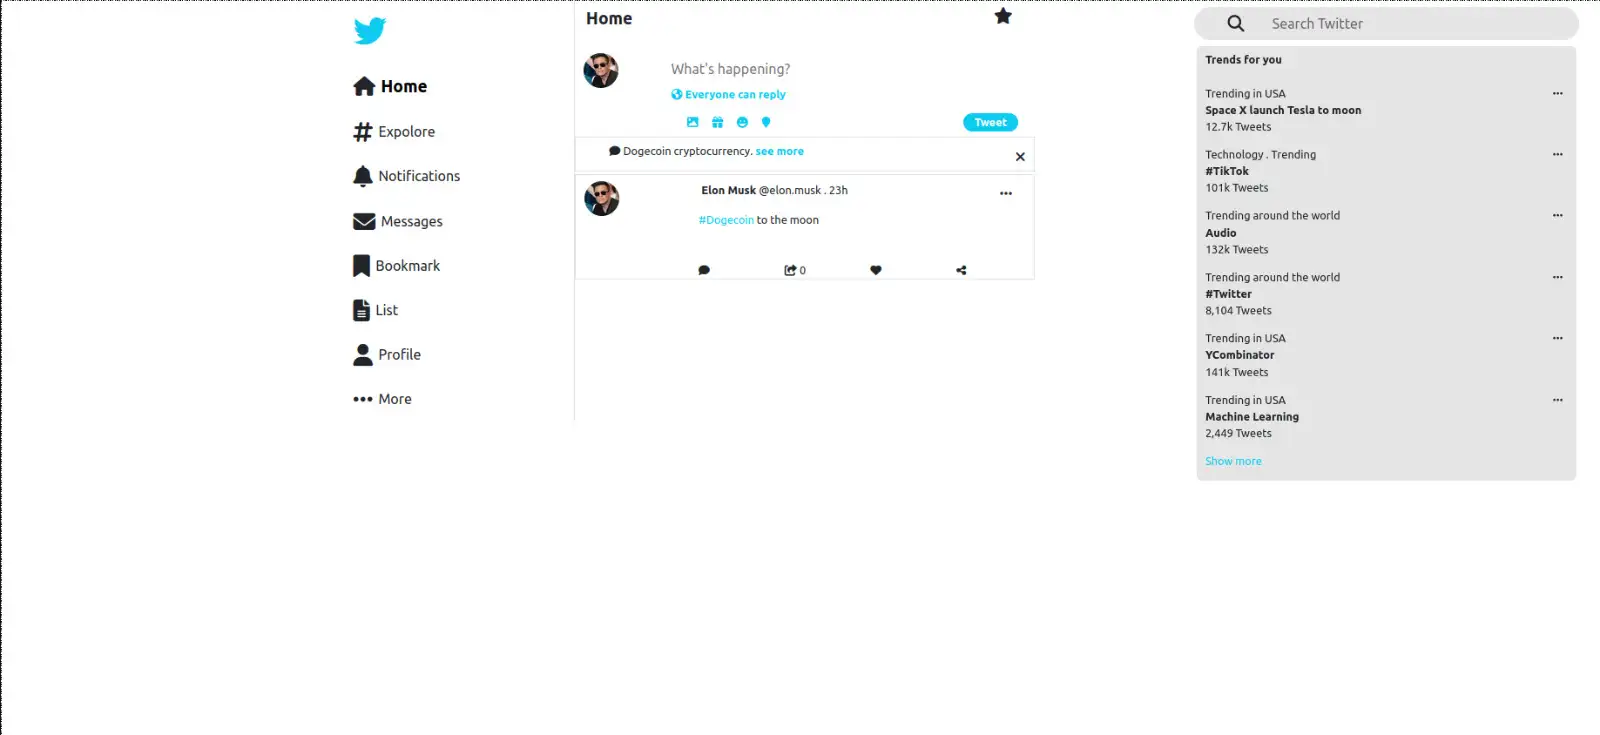 Home
Expolore
Notifications
Messages
Bookmark
List
Profile
More
Home
What's happening?
Everyone can reply
Tweet
Dogecoin cryptocurrency. see more
Elon Musk @elon.musk . 23h
#Dogecoin to the moon
0
Search Twitter
Trends for you
Trending in USA
Space X launch Tesla to moon
12.7k Tweets
Technology . Trending
#TikTok
101k Tweets
Trending around the world
Audio
132k Tweets
Trending around the world
#Twitter
8,104 Tweets
Trending in USA
YCombinator
141k Tweets
Trending in USA
Machine Learning
2,449 Tweets
Show more